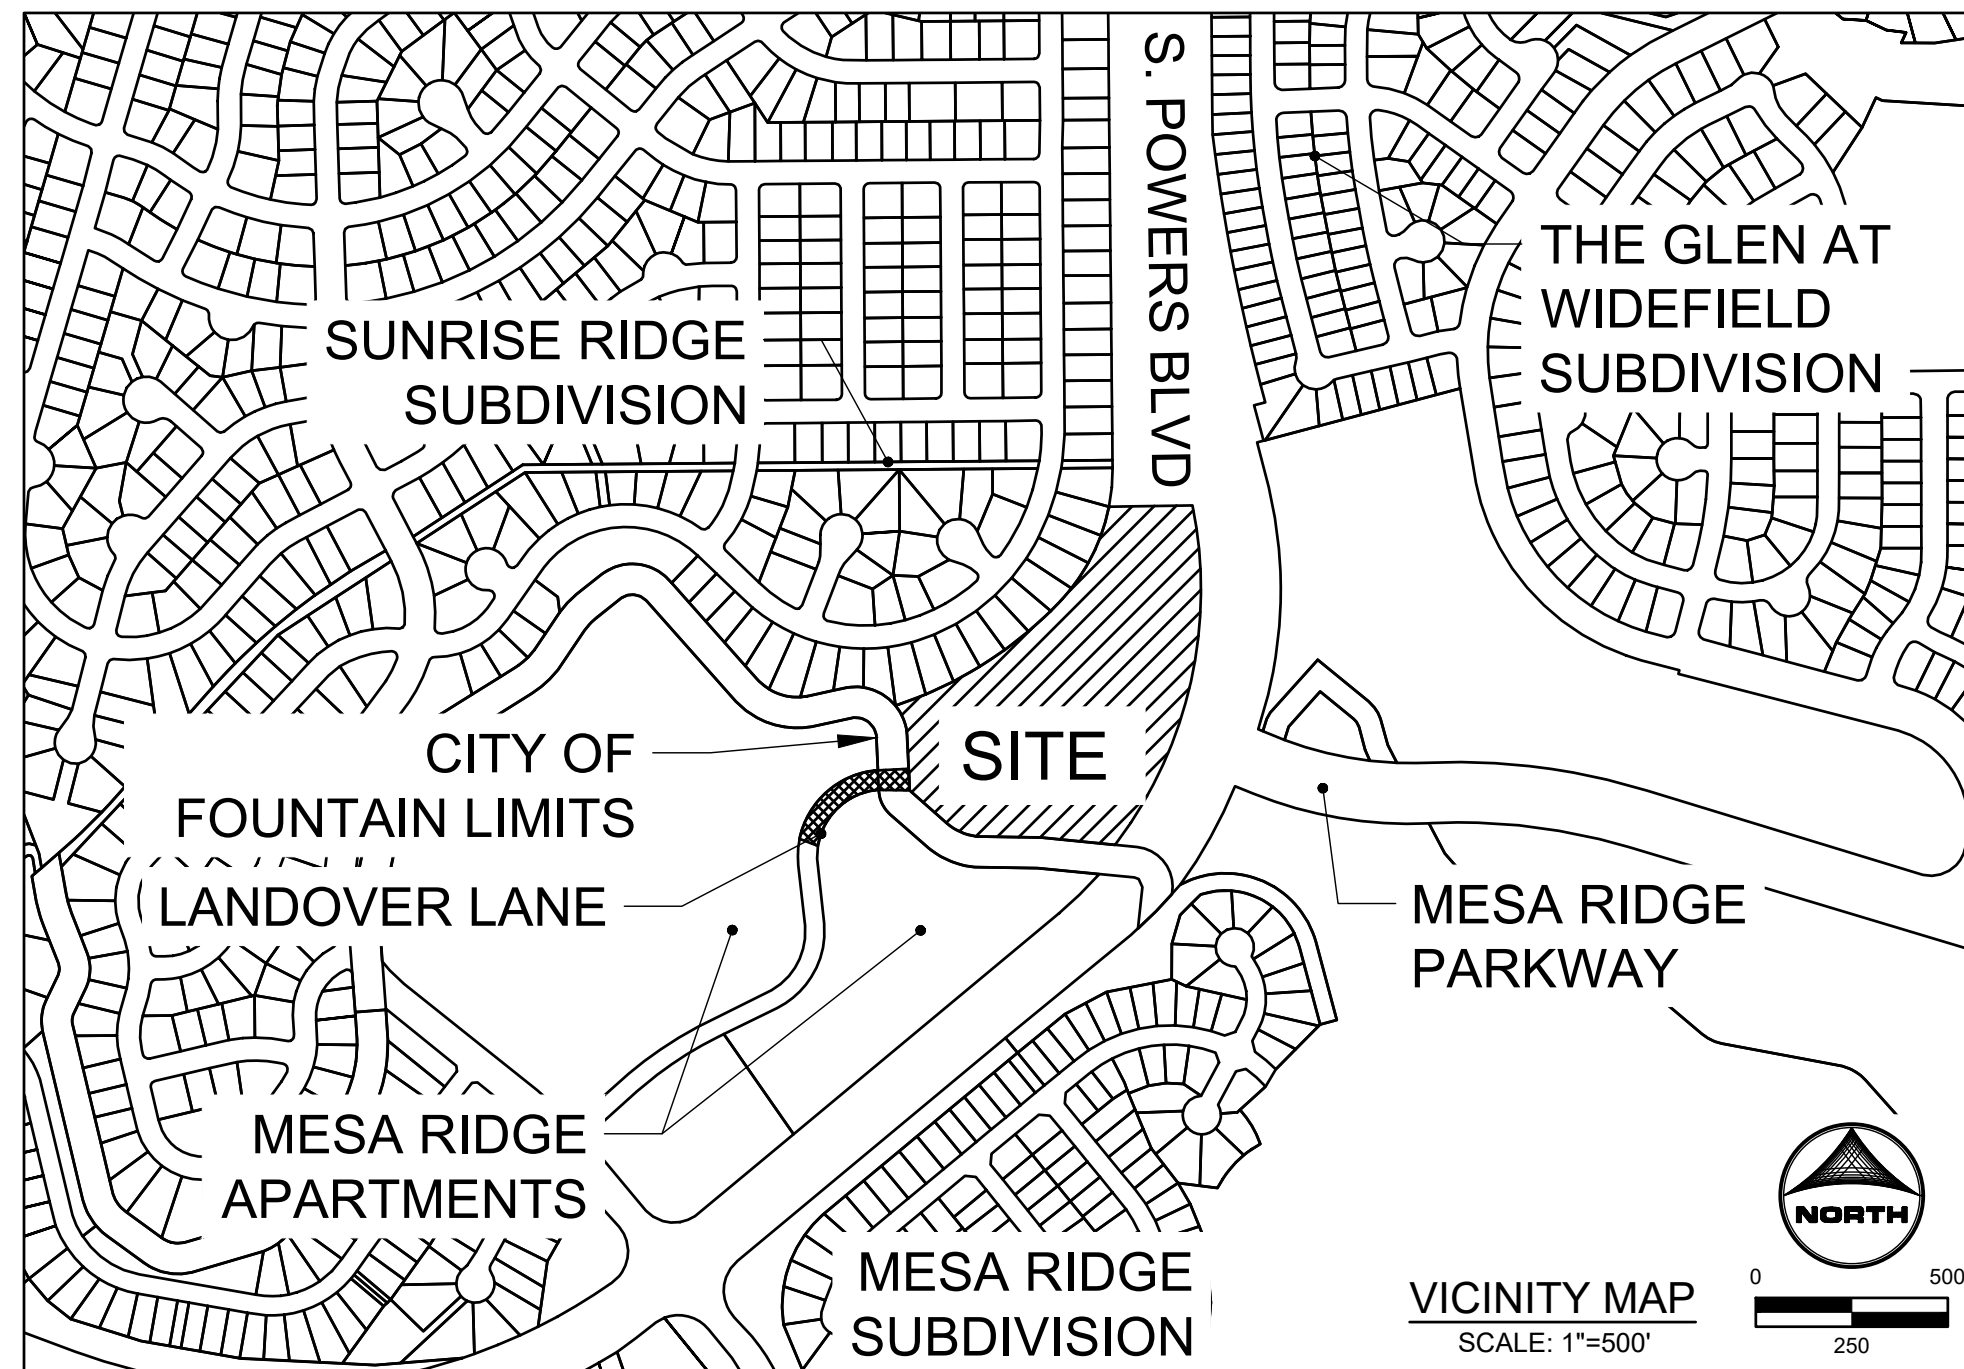 S. POWERS BLVD
THE GLEN AT
WIDEFIELD
SUBDIVISION
SUNRISE RIDGE
SUBDIVISION
SITE
CITY OF
FOUNTAIN LIMITS
LANDOVER LANE
MESA RIDGE
PARKWAY
MESA RIDGE
APARTMENTS
MESA RIDGE
SUBDIVISION
NORTH
VICINITY MAP
SCALE: 1"=500'
0 500
250